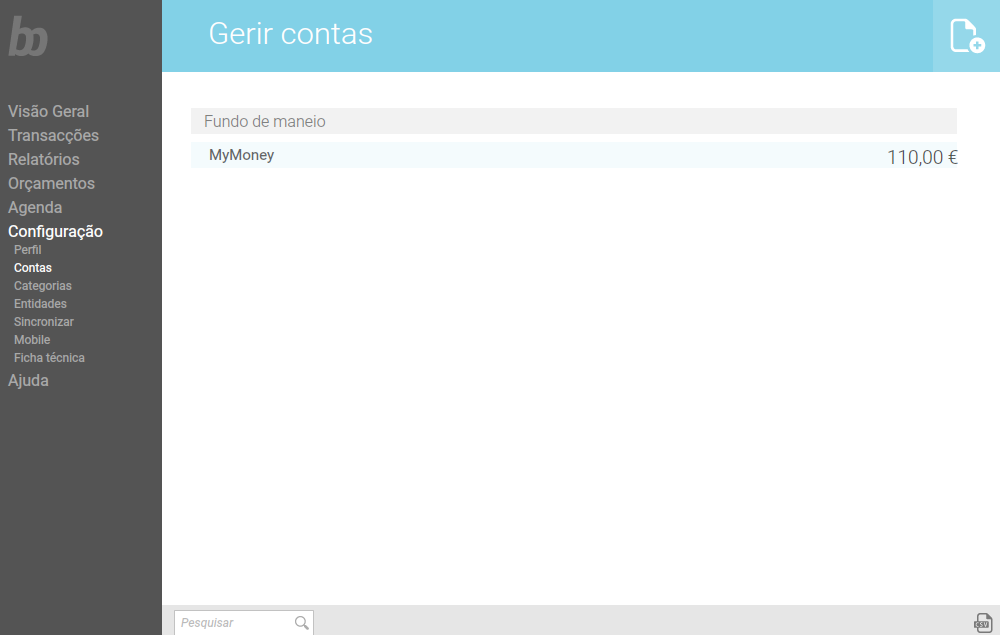 bo
Gerir contas
Visão Geral
Transacções
Relatórios
Orçamentos
Agenda
Configuração
Perfil
Contas
Categorias
Entidades
Sincronizar
Mobile
Ficha técnica
Ajuda
Fundo de maneio
MyMoney 110,00 €
Pesquisar
CSV